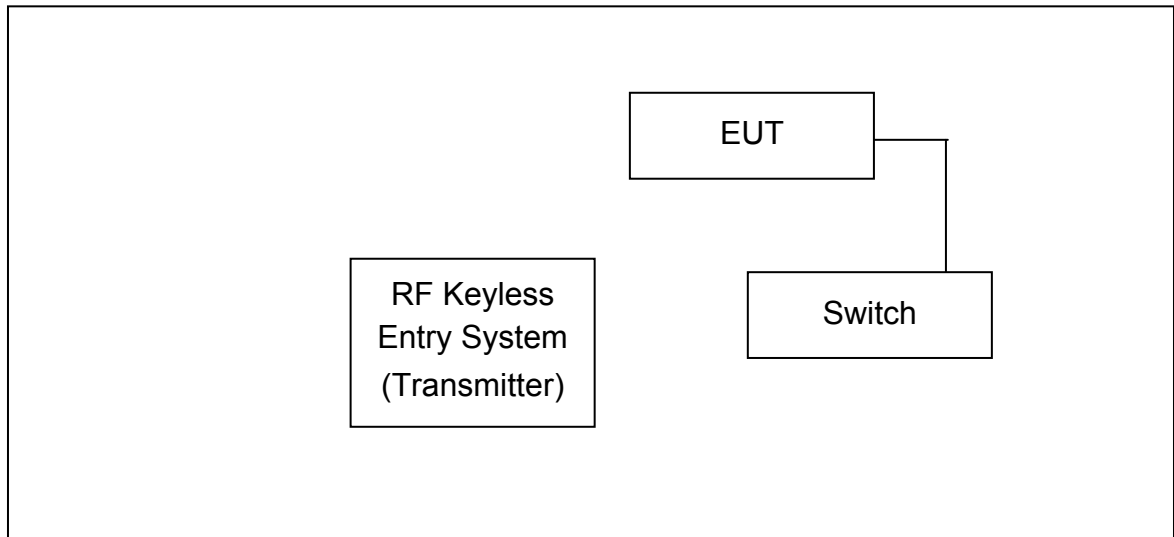 EUT
RF Keyless
Entry System
(Transmitter)
Switch